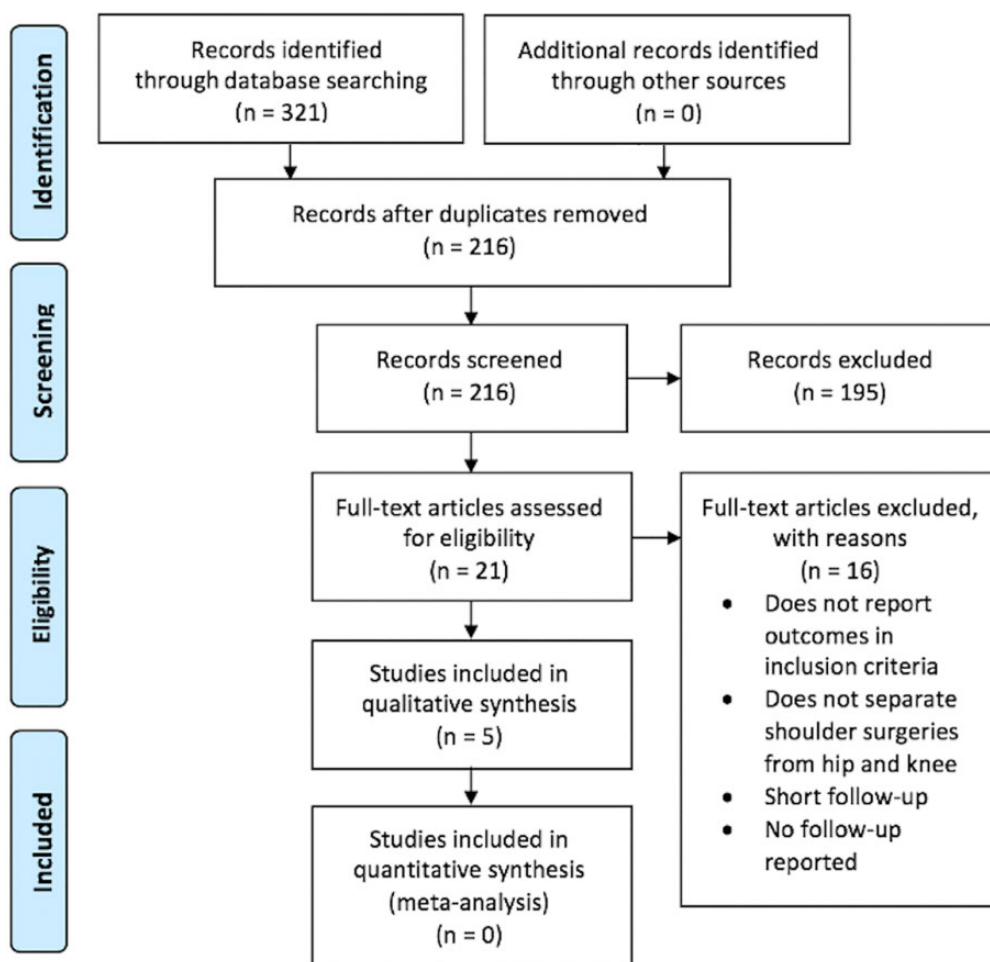 Identification
Records identified
through database searching
(n = 321)
Additional records identified
through other sources
(n = 0)
Records after duplicates removed
(n = 216)
Screening
Records screened
(n = 216)
Records excluded
(n = 195)
Eligibility
Full-text articles assessed
for eligibility
(n = 21)
Full-text articles excluded,
with reasons
(n = 16)
• Does not report
outcomes in
inclusion criteria
• Does not separate
shoulder surgeries
from hip and knee
• Short follow-up
• No follow-up
reported
Studies included in
qualitative synthesis
(n = 5)
Included
Studies included in
quantitative synthesis
(meta-analysis)
(n = 0)